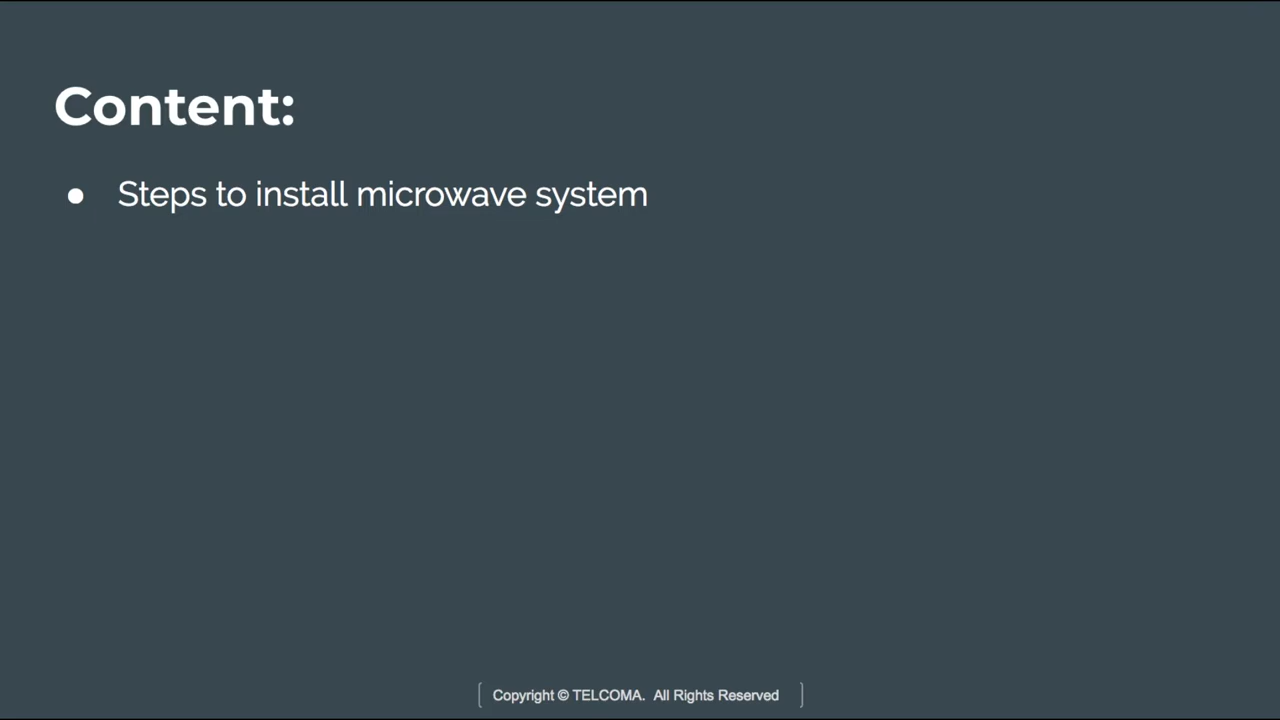 Content:
● Steps to install microwave system
[ Copyright © TELCOMA. All Rights Reserved ]